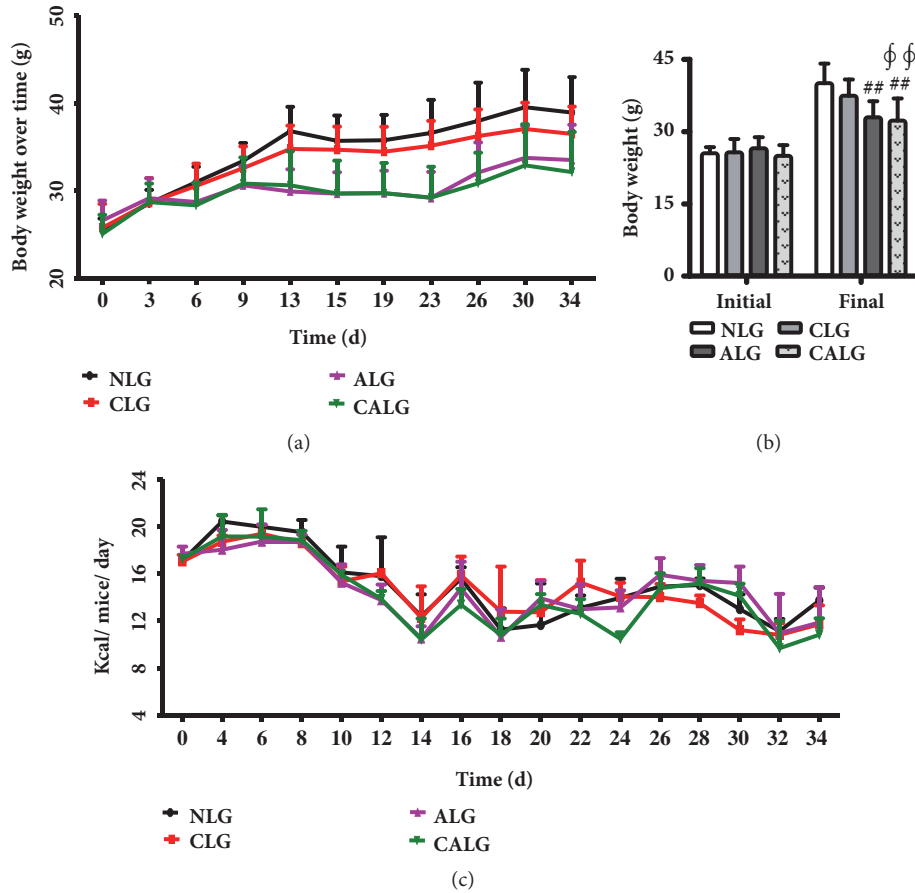 Body weight over time (g)
50
40
30
20
0 3 6 9 13 15 19 23 26 30 34
Time (d)
NLG ALG
CLG CALG
(a)
Body weight (g)
45
30
15
0
∮ ∮
## ##
Initial Final
NLG CLG
ALG CALG
(b)
Kcal/ mice/ day
24
20
16
12
8
4
0 4 6 8 10 12 14 16 18 20 22 24 26 28 30 32 34
Time (d)
NLG ALG
CLG CALG
(c)